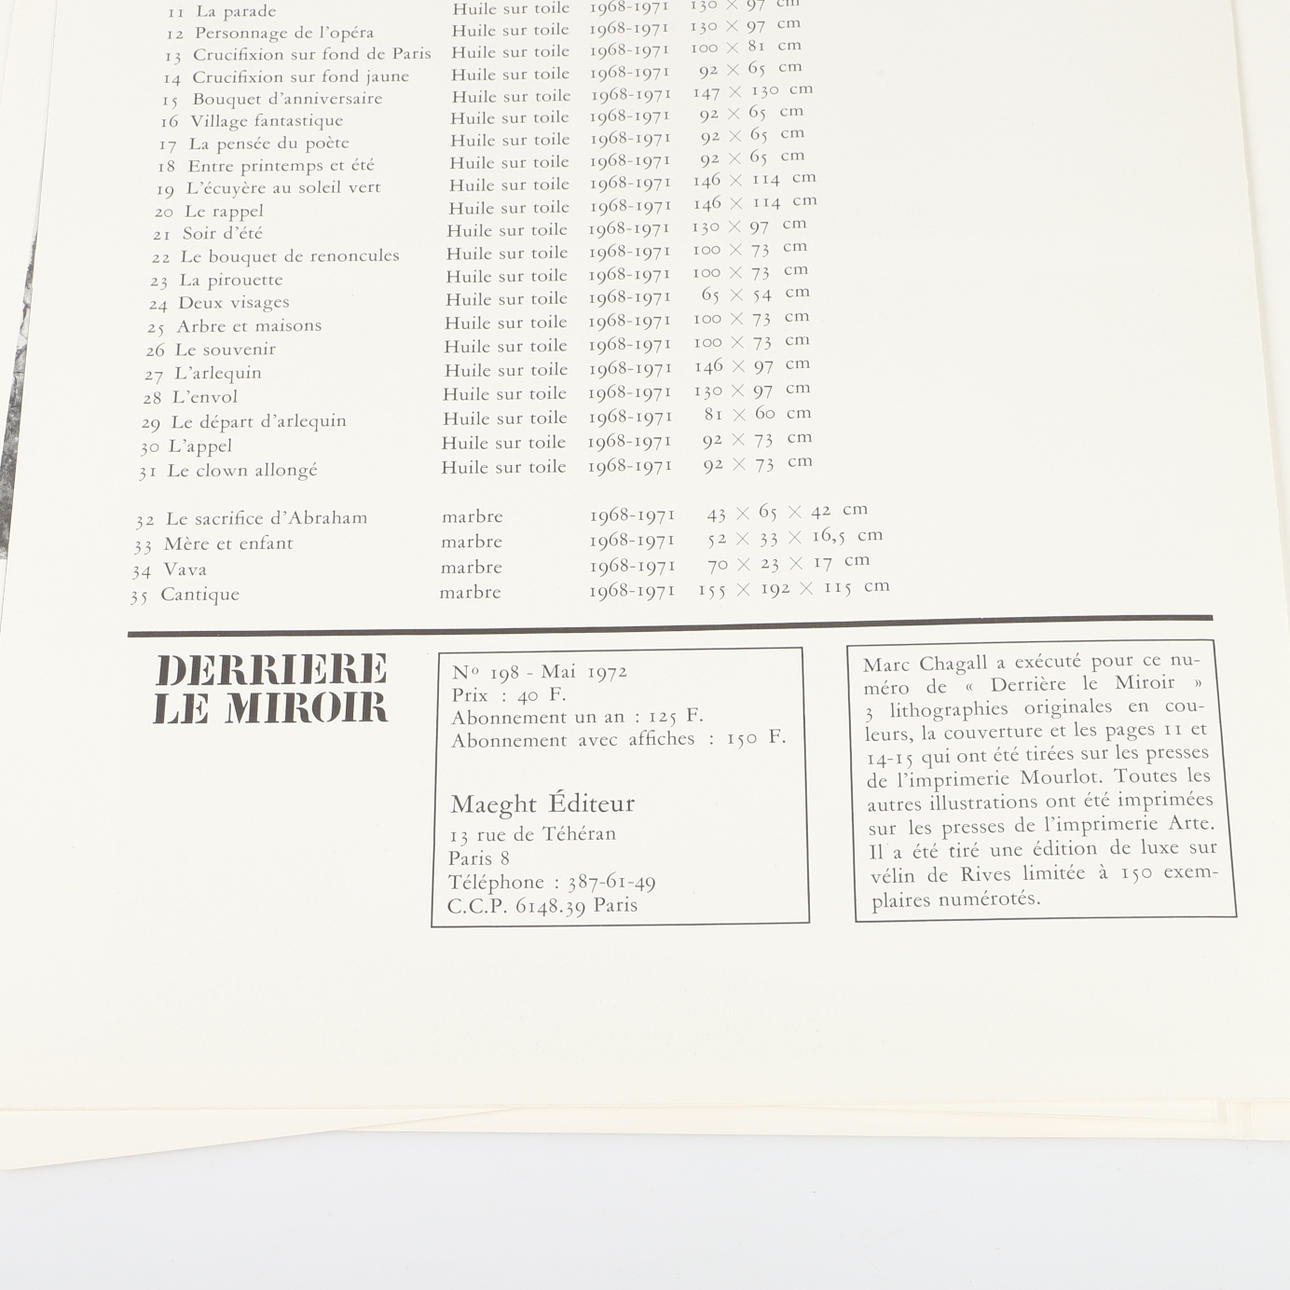 11 La parade Huile sur toile 1968-1971 130 × 97 cm
12 Personnage de l'opéra Huile sur toile 1968-1971 130 × 97 cm
13 Crucifixion sur fond de Paris Huile sur toile 1968-1971 100 × 81 cm
14 Crucifixion sur fond jaune Huile sur toile 1968-1971 92 × 65 cm
15 Bouquet d'anniversaire Huile sur toile 1968-1971 147 × 130 cm
16 Village fantastique Huile sur toile 1968-1971 92 × 65 cm
17 La pensée du poète Huile sur toile 1968-1971 92 × 65 cm
18 Entre printemps et été Huile sur toile 1968-1971 92 × 65 cm
19 L'écuyère au soleil vert Huile sur toile 1968-1971 146 × 114 cm
20 Le rappel Huile sur toile 1968-1971 146 × 114 cm
21 Soir d'été Huile sur toile 1968-1971 130 × 97 cm
22 Le bouquet de renoncules Huile sur toile 1968-1971 100 × 73 cm
23 La pirouette Huile sur toile 1968-1971 100 × 73 cm
24 Deux visages Huile sur toile 1968-1971 65 × 54 cm
25 Arbre et maisons Huile sur toile 1968-1971 100 × 73 cm
26 Le souvenir Huile sur toile 1968-1971 100 × 73 cm
27 L'arlequin Huile sur toile 1968-1971 146 × 97 cm
28 L'envol Huile sur toile 1968-1971 130 × 97 cm
29 Le départ d'arlequin Huile sur toile 1968-1971 81 × 60 cm
30 L'appel Huile sur toile 1968-1971 92 × 73 cm
31 Le clown allongé Huile sur toile 1968-1971 92 × 73 cm
32 Le sacrifice d'Abraham marbre 1968-1971 43 × 65 × 42 cm
33 Mère et enfant marbre 1968-1971 52 × 33 × 16,5 cm
34 Vava marbre 1968-1971 70 × 23 × 17 cm
35 Cantique marbre 1968-1971 155 × 192 × 115 cm
DERRIERE
LE MIROIR
Nº 198 - Mai 1972
Prix : 40 F.
Abonnement un an : 125 F.
Abonnement avec affiches : 150 F.
Maeght Éditeur
13 rue de Téhéran
Paris 8
Téléphone : 387-61-49
C.C.P. 6148.39 Paris
Marc Chagall a exécuté pour ce nu-
méro de « Derrière le Miroir »
3 lithographies originales en cou-
leurs, la couverture et les pages 11 et
14-15 qui ont été tirées sur les presses
de l'imprimerie Mourlot. Toutes les
autres illustrations ont été imprimées
sur les presses de l'imprimerie Arte.
Il a été tiré une édition de luxe sur
vélin de Rives limitée à 150 exem-
plaires numérotés.